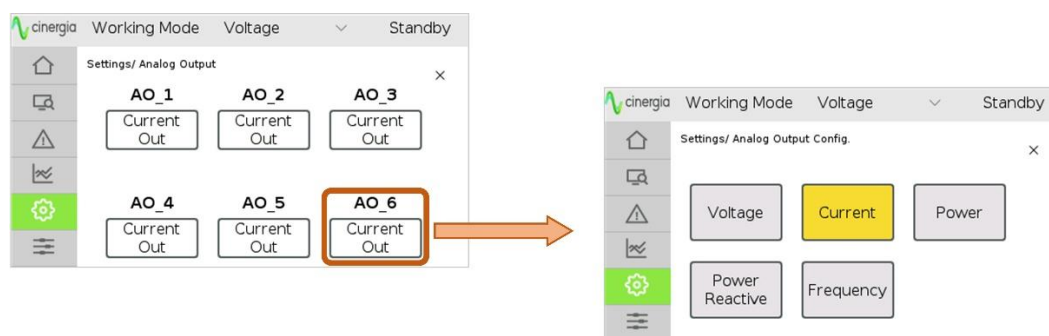 cinergia Working Mode Voltage Standby
Settings/ Analog Output
AO_1 AO_2 AO_3
Current Out Current Out Current Out
AO_4 AO_5 AO_6
Current Out Current Out Current Out
cinergia Working Mode Voltage Standby
Settings/ Analog Output Config.
Voltage Current Power
Power Reactive Frequency